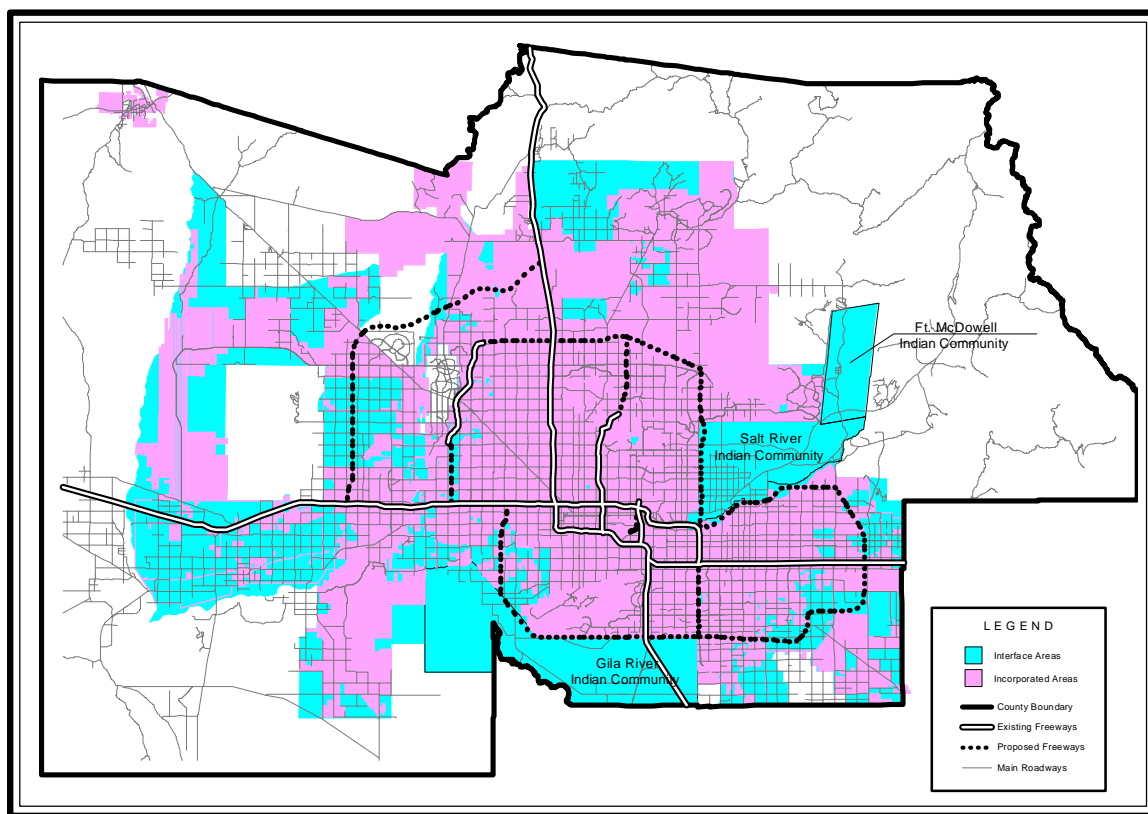 Ft. McDowell
Indian Community
Salt River
Indian Community
Gila River
Indian Community
LEGEND
Interface Areas
Incorporated Areas
County Boundary
Existing Freeways
Proposed Freeways
Main Roadways